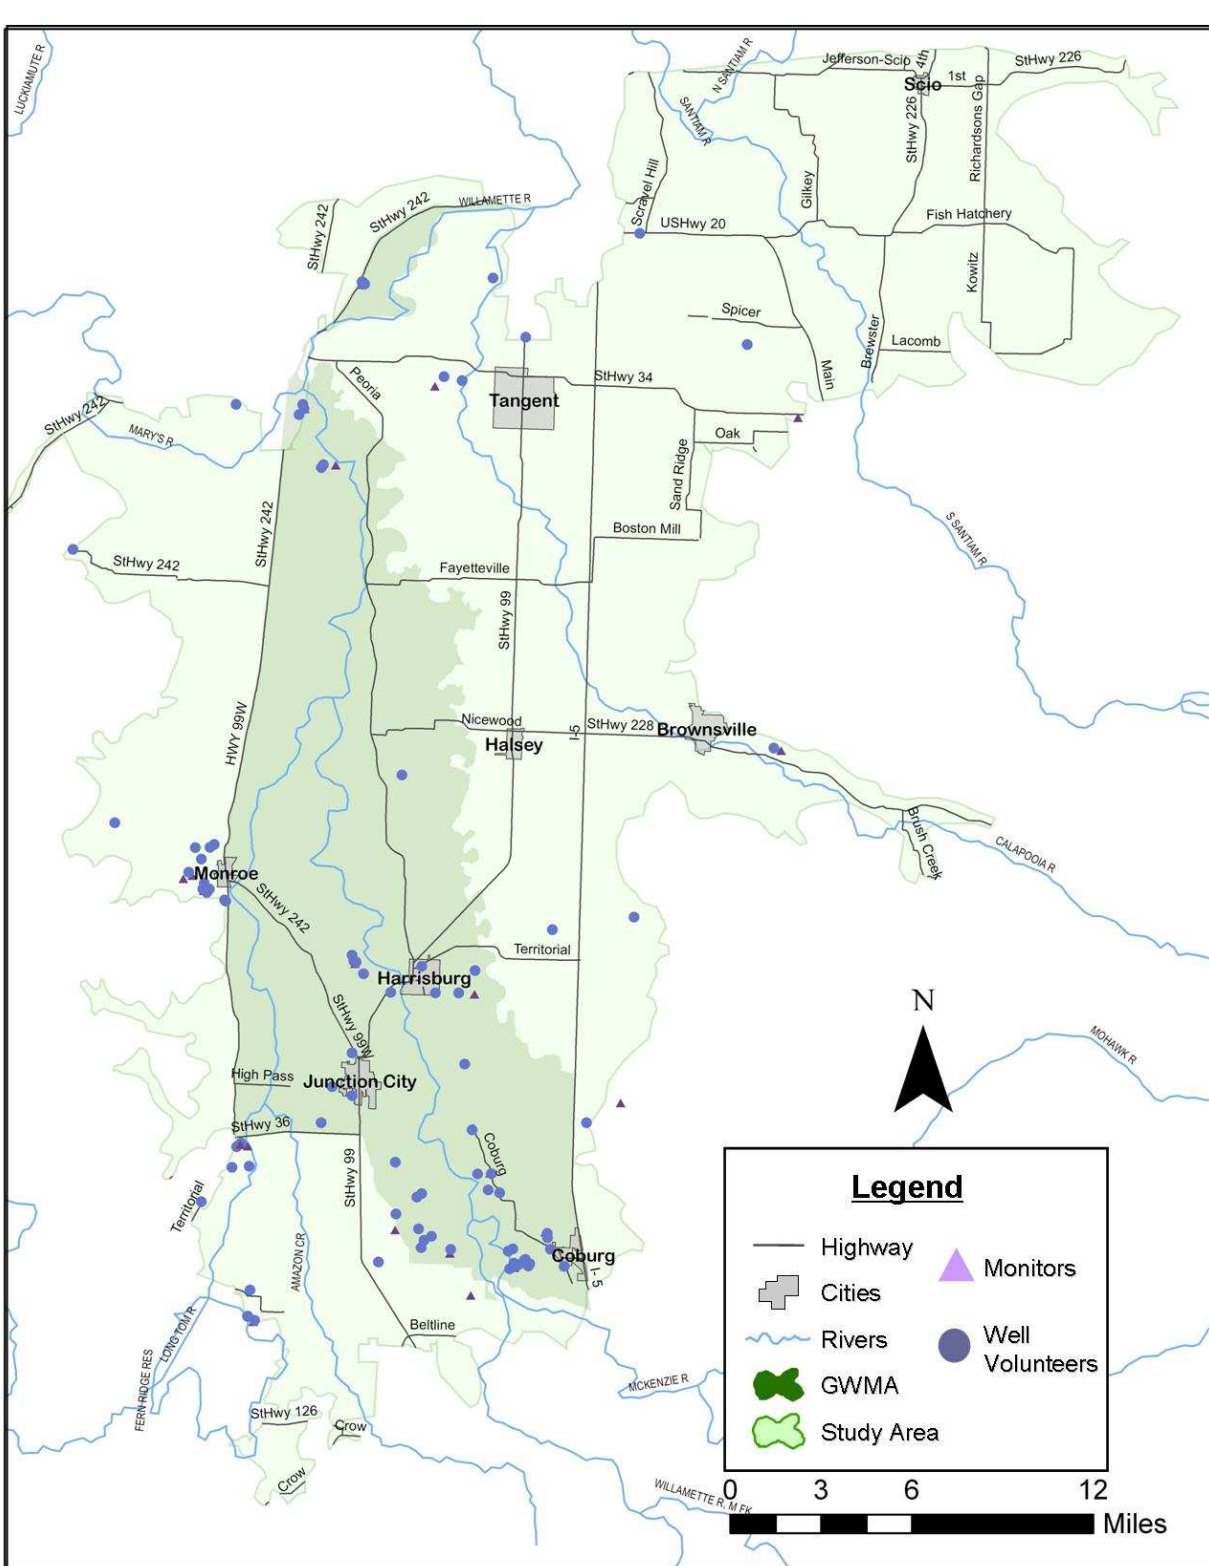 LUCKIAMUTE R
N SANTIAM R
SANTIAM R
Jefferson-Scio
4th
Scio
1st
StHwy 226
StHwy 226
Richardsons Gap
Scravel Hill
Gilkey
WILLAMETTE R
StHwy 242
StHwy 242
USHwy 20
Fish Hatchery
Kowitz
Spicer
Brewster
Lacomb
Main
Peoria
StHwy 34
Tangent
StHwy 242
MARY'S R
Oak
Sand Ridge
StHwy 242
Boston Mill
S SANTIAM R
StHwy 242
Fayetteville
StHwy 99
HWY 99W
Nicewood
StHwy 228
Brownsville
Halsey
I-5
Brush Creek
CALAPOOIA R
Monroe
StHwy 242
Territorial
Harrisburg
StHwy 99W
N
MOHAWK R
High Pass
Junction City
StHwy 36
Coburg
StHwy 99
Territorial
AMAZON CR
Coburg
I-5
LONG TOM R
Beltline
FERN RIDGE RES
MCKENZIE R
StHwy 126
Crow
Crow
WILLAMETTE R, M FK
Legend
Highway
Cities
Rivers
GWMA
Study Area
Monitors
Well
Volunteers
0 3 6 12
Miles